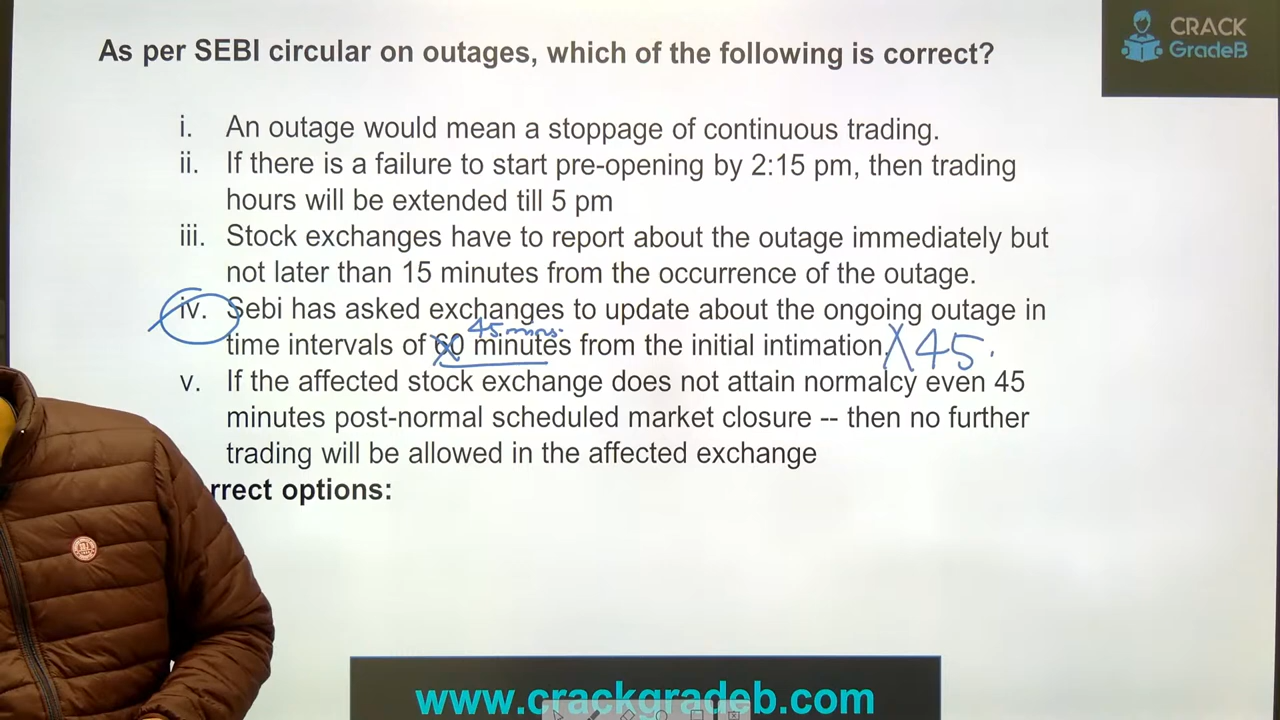 As per SEBI circular on outages, which of the following is correct?
CRACK
GradeB
i. An outage would mean a stoppage of continuous trading.
ii. If there is a failure to start pre-opening by 2:15 pm, then trading
hours will be extended till 5 pm
iii. Stock exchanges have to report about the outage immediately but
not later than 15 minutes from the occurrence of the outage.
iv. Sebi has asked exchanges to update about the ongoing outage in
45 mins.
time intervals of 60 minutes from the initial intimation. X 45.
v. If the affected stock exchange does not attain normalcy even 45
minutes post-normal scheduled market closure -- then no further
trading will be allowed in the affected exchange
rrect options:
www.crackgradeb.com